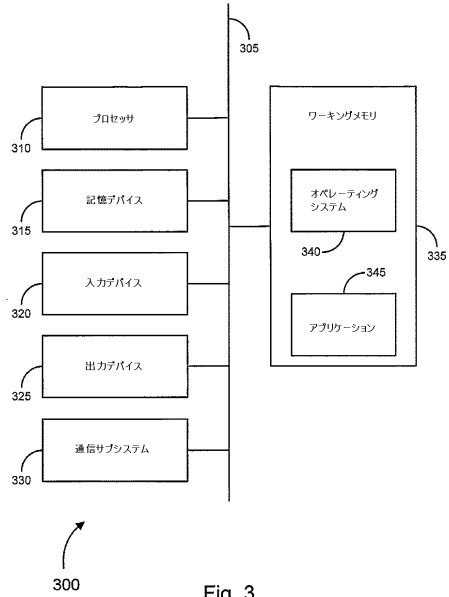 305
プロセッサ
310
記憶デバイス
315
入力デバイス
320
出力デバイス
325
通信サブシステム
330
ワーキングメモリ
オペレーティング
システム
340
335
345
アプリケーション
300
Fig. 3